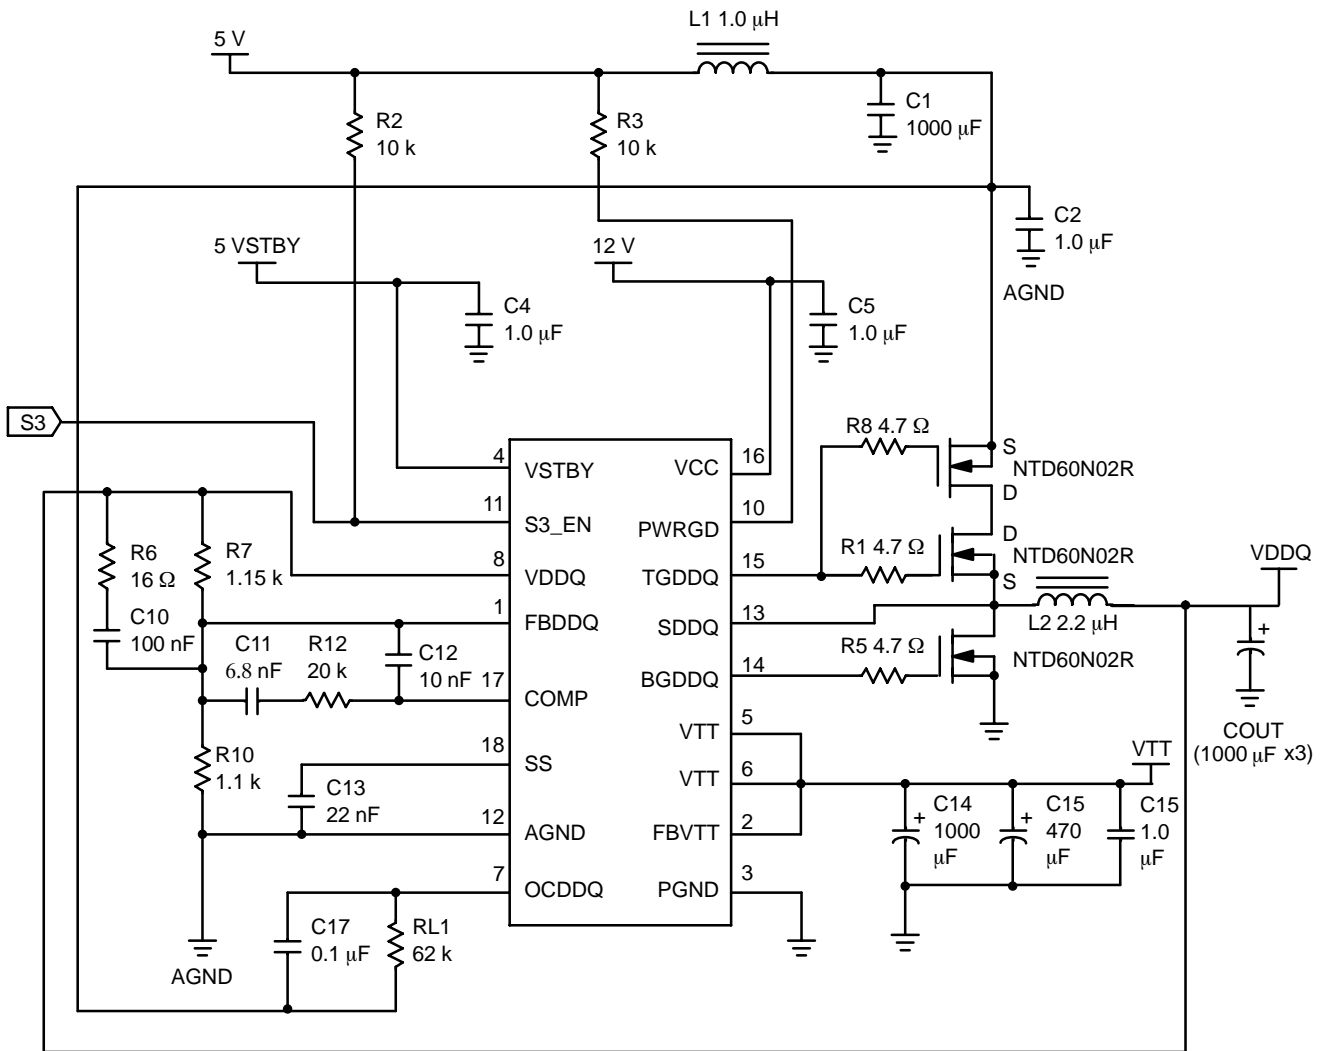 L1 1.0 μH
5 V
R2
10 k
R3
10 k
C1
1000 μF
C2
1.0 μF
AGND
5 VSTBY
12 V
C4
1.0 μF
C5
1.0 μF
S3
R8 4.7 Ω
S
NTD60N02R
D
4
VSTBY
VCC
16
11
S3_EN
PWRGD
10
R1 4.7 Ω
D
NTD60N02R
S
VDDQ
R6
16 Ω
R7
1.15 k
8
VDDQ
TGDDQ
15
1
FBDDQ
SDDQ
13
L2 2.2 μH
C10
100 nF
C11
6.8 nF
R12
20 k
C12
10 nF
17
COMP
BGDDQ
14
R5 4.7 Ω
NTD60N02R
+
COUT
(1000 μF x3)
VTT
5
R10
1.1 k
18
SS
VTT
6
VTT
C13
22 nF
12
AGND
FBVTT
2
+
C14
1000
μF
+
C15
470
μF
C15
1.0
μF
7
OCDDQ
PGND
3
C17
0.1 μF
RL1
62 k
AGND